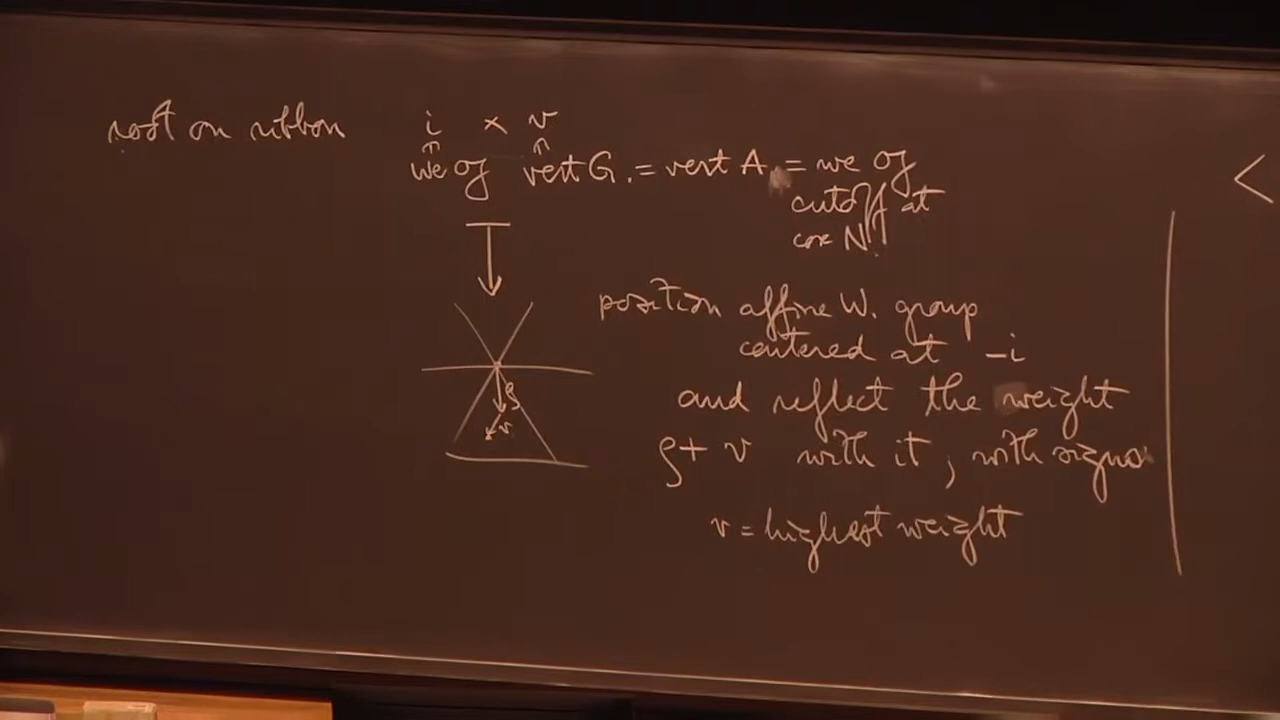 root on ribbon i × v
we of vert G. = vert A = we of
cutoff at
cox N.
position affine W. group
centered at -i
and reflect the weight
ρ + v with it, with signs
v = highest weight
ρ
v
<